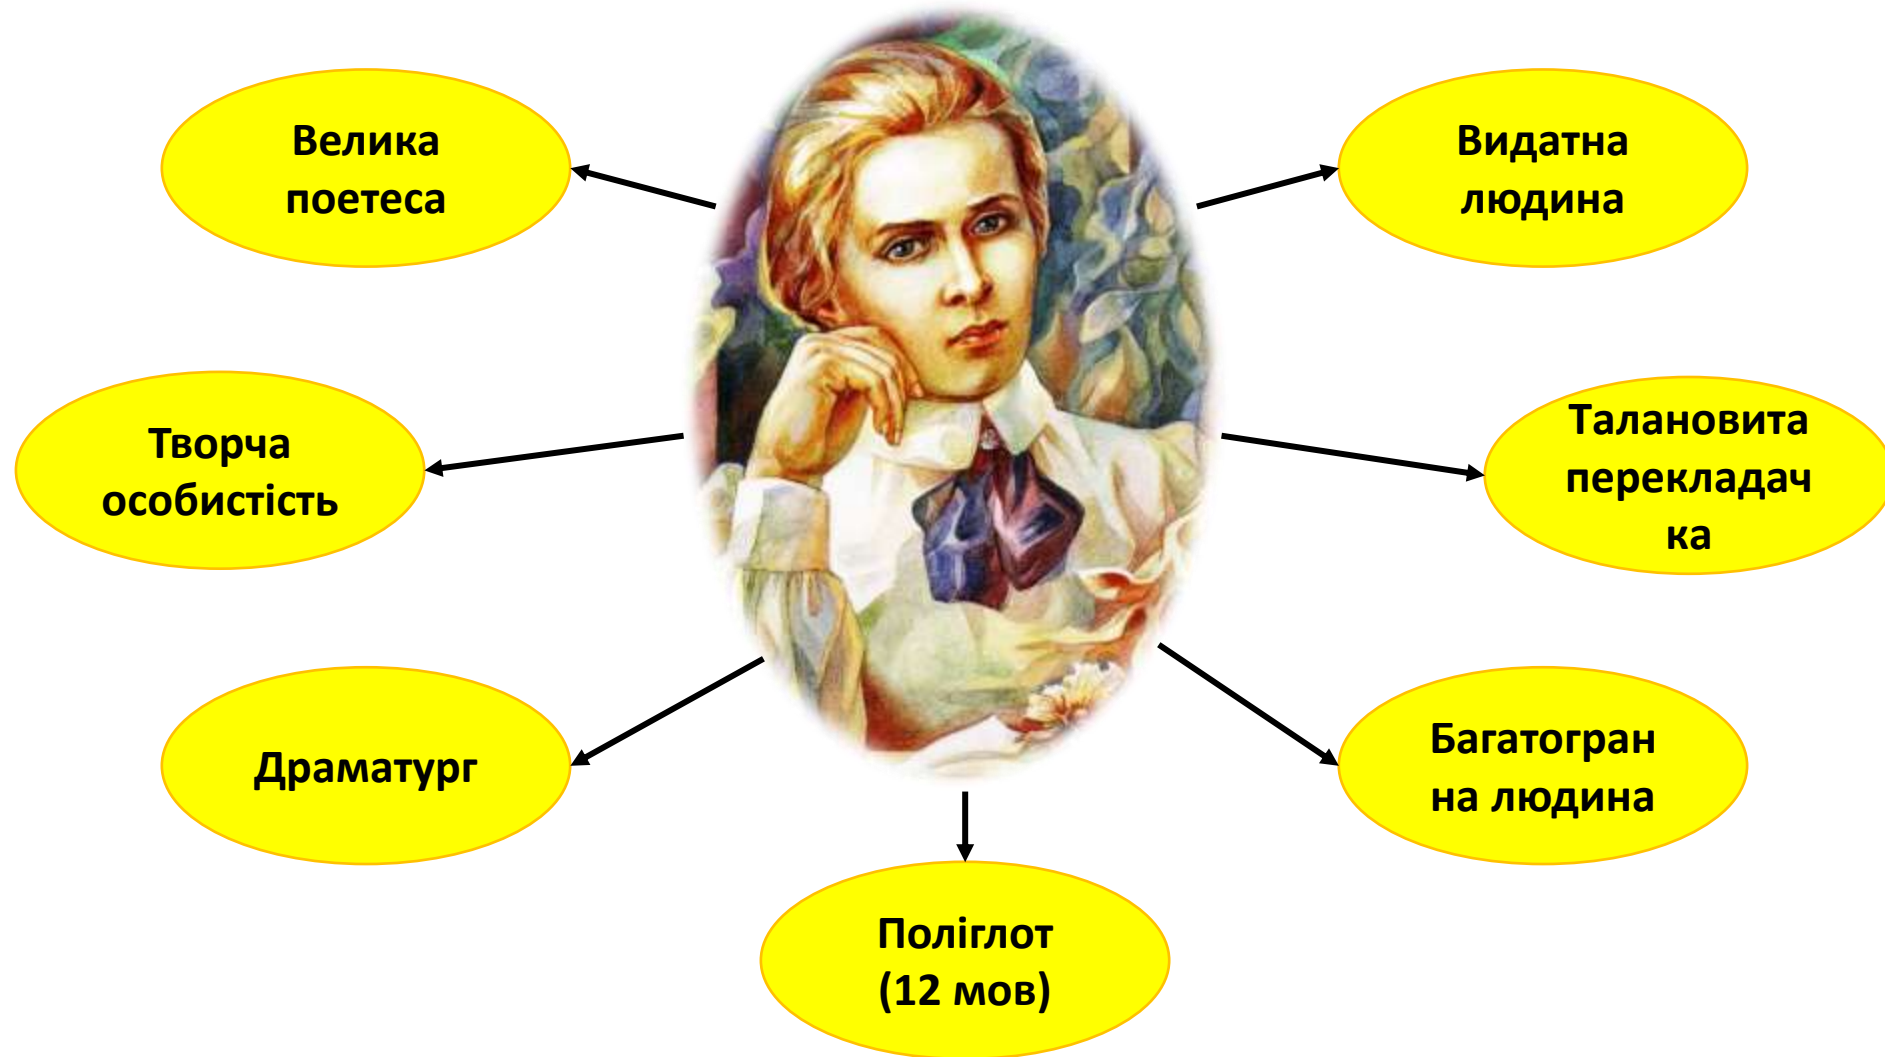 Велика
поетеса
Видатна
людина
Творча
особистість
Талановита
перекладач
ка
Драматург
Багатогран
на людина
Поліглот
(12 мов)